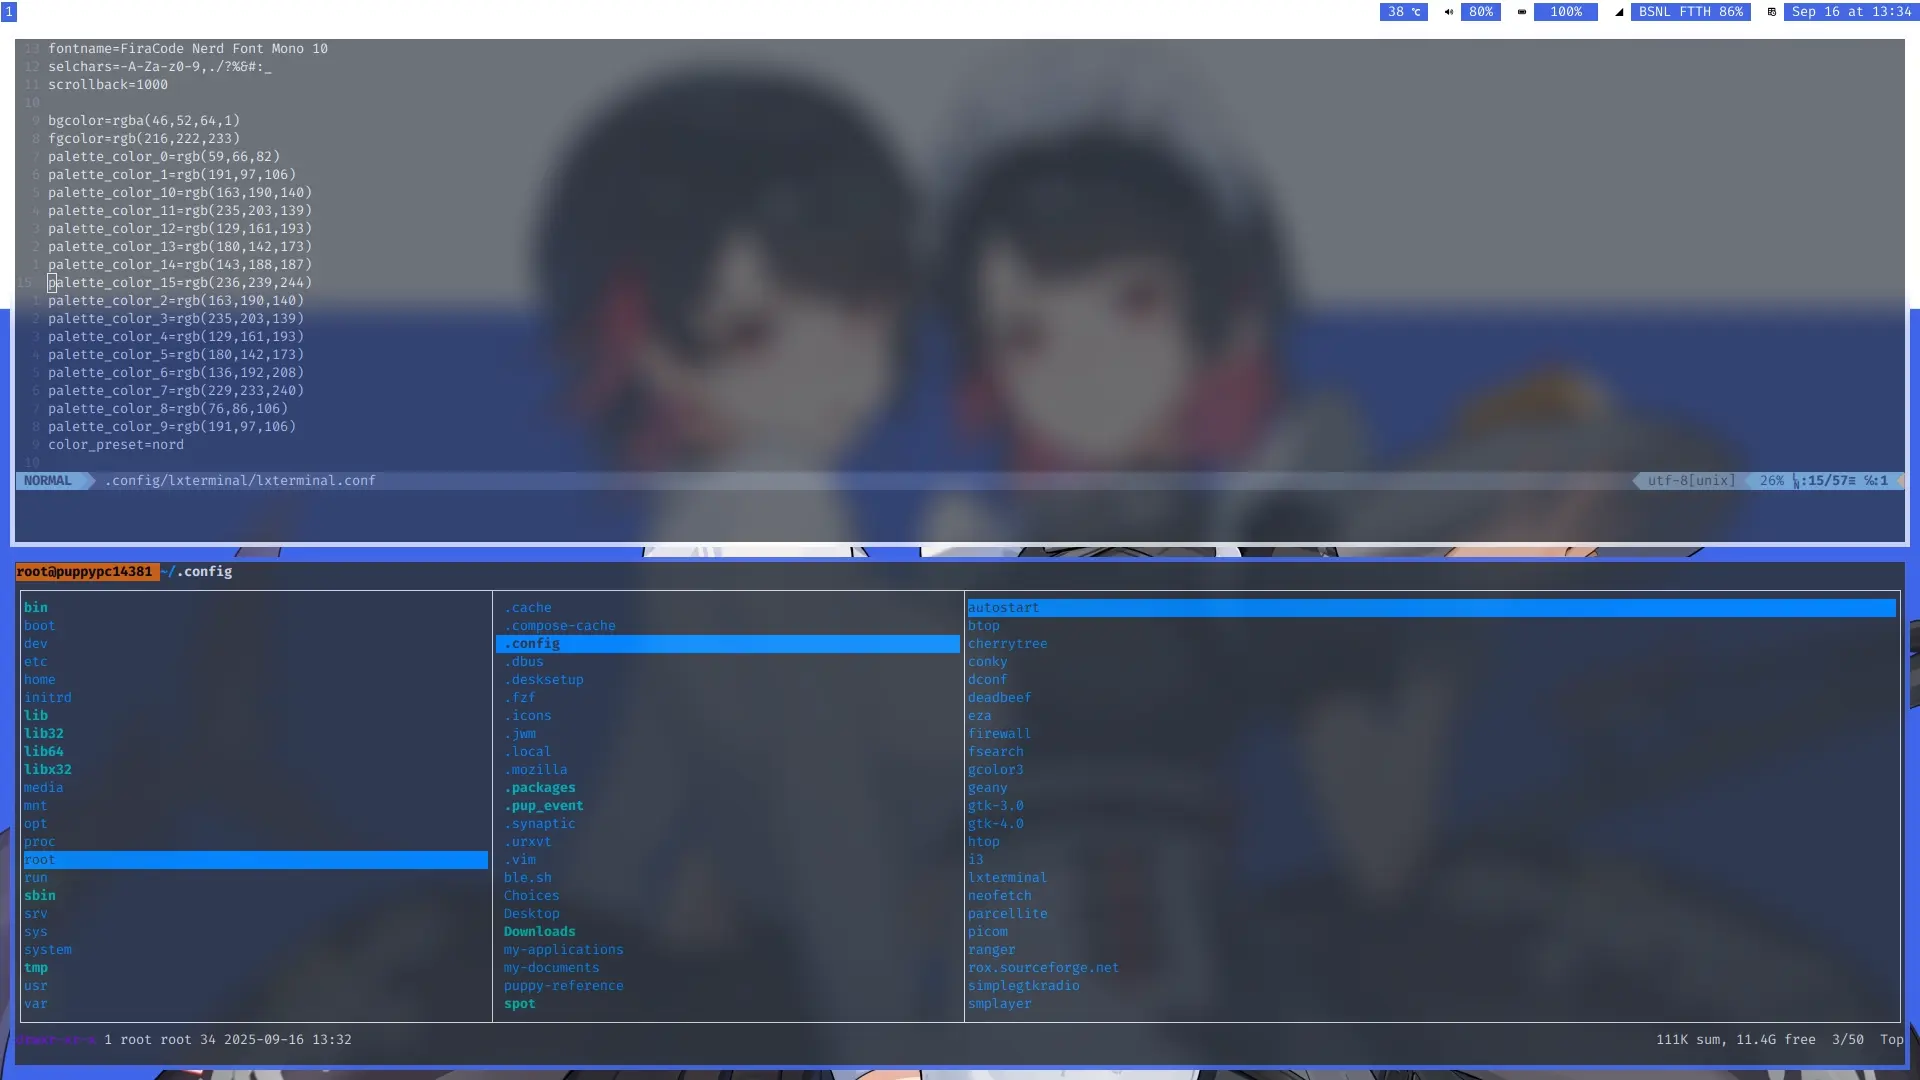 1 38 ℃ 80% 100% BSNL FTTH 86% Sep 16 at 13:34
13 fontname=FiraCode Nerd Font Mono 10
12 selchars=-A-Za-z0-9,./?%&#:_
11 scrollback=1000
10
9 bgcolor=rgba(46,52,64,1)
8 fgcolor=rgb(216,222,233)
7 palette_color_0=rgb(59,66,82)
6 palette_color_1=rgb(191,97,106)
5 palette_color_10=rgb(163,190,140)
4 palette_color_11=rgb(235,203,139)
3 palette_color_12=rgb(129,161,193)
2 palette_color_13=rgb(180,142,173)
1 palette_color_14=rgb(143,188,187)
15 palette_color_15=rgb(236,239,244)
1 palette_color_2=rgb(163,190,140)
2 palette_color_3=rgb(235,203,139)
3 palette_color_4=rgb(129,161,193)
4 palette_color_5=rgb(180,142,173)
5 palette_color_6=rgb(136,192,208)
6 palette_color_7=rgb(229,233,240)
7 palette_color_8=rgb(76,86,106)
8 palette_color_9=rgb(191,97,106)
9 color_preset=nord
10
NORMAL .config/lxterminal/lxterminal.conf utf-8[unix] 26% :15/57≡ ℅:1
root@puppypc14381 ~/.config
bin
boot
dev
etc
home
initrd
lib
lib32
lib64
libx32
media
mnt
opt
proc
root
run
sbin
srv
sys
system
tmp
usr
var
.cache
.compose-cache
.config
.dbus
.desksetup
.fzf
.icons
.jwm
.local
.mozilla
.packages
.pup_event
.synaptic
.urxvt
.vim
ble.sh
Choices
Desktop
Downloads
my-applications
my-documents
puppy-reference
spot
autostart
btop
cherrytree
conky
dconf
deadbeef
eza
firewall
fsearch
gcolor3
geany
gtk-3.0
gtk-4.0
htop
i3
lxterminal
neofetch
parcellite
picom
ranger
rox.sourceforge.net
simplegtkradio
smplayer
1 root root 34 2025-09-16 13:32 111K sum, 11.4G free 3/50 Top